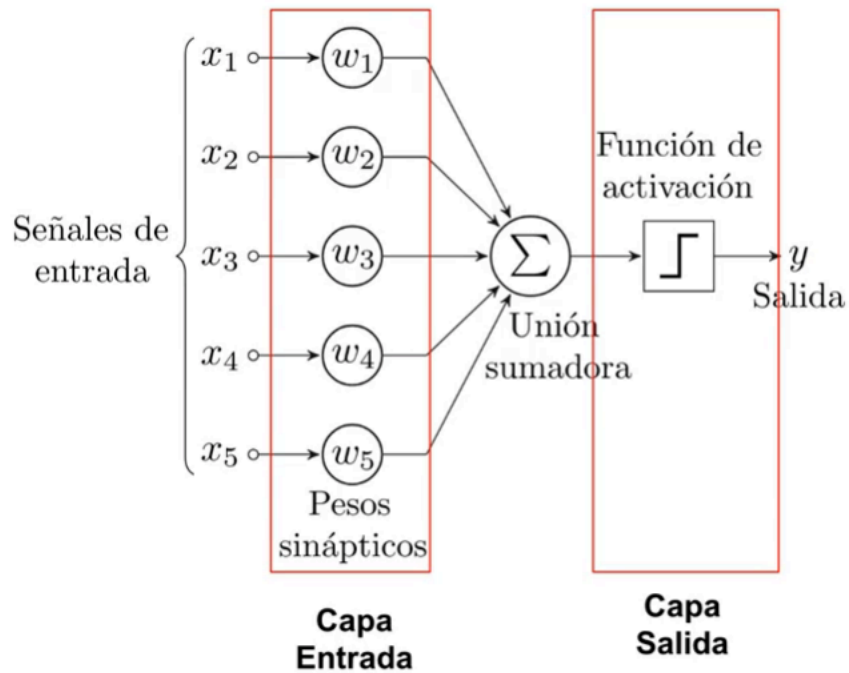 x1
w1
x2
w2
Función de
activación
Señales de
entrada
x3
w3
Σ
y
Salida
Unión
sumadora
x4
w4
x5
w5
Pesos
sinápticos
Capa
Entrada
Capa
Salida